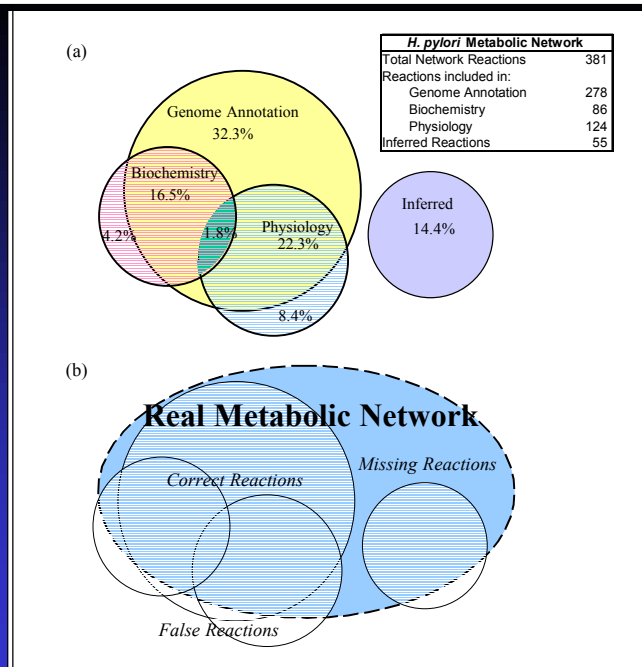 (a)
H. pylori Metabolic Network
Total Network Reactions 381
Reactions included in:
Genome Annotation 278
Biochemistry 86
Physiology 124
Inferred Reactions 55
Genome Annotation
32.3%
Biochemistry
16.5%
4.2%
1.8%
Physiology
22.3%
8.4%
Inferred
14.4%
(b)
Real Metabolic Network
Missing Reactions
Correct Reactions
False Reactions